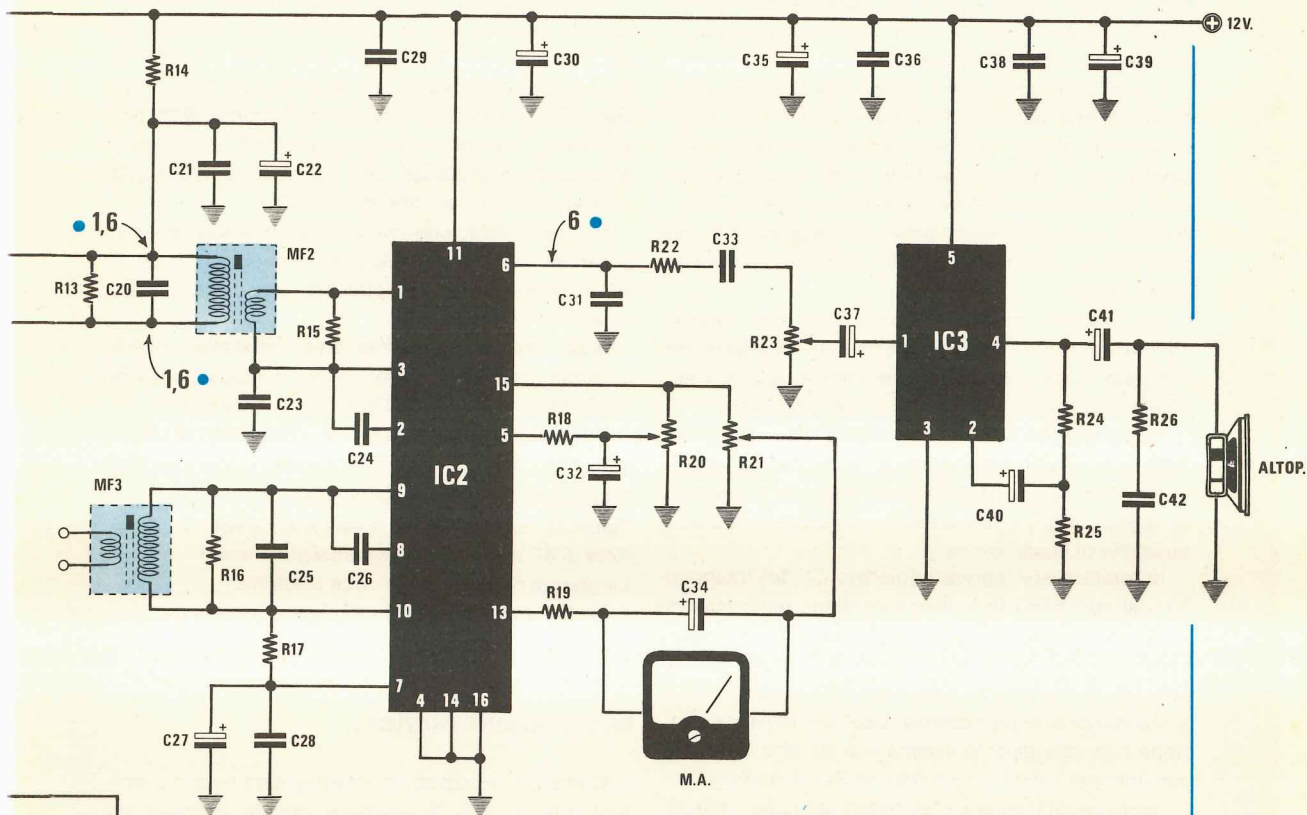 12V.
R14
C29
C30
C35
C36
C38
C39
C21
C22
1,6
6
MF2
11
6
R22
C33
5
R13
C20
1
C31
C41
R15
R23
C37
1
IC3
4
1,6
3
15
C23
2
R18
5
R24
R26
C24
IC2
R20
R21
3
2
ALTOP.
MF3
9
C32
C40
C42
R16
C25
C26
8
R25
C34
10
13
R19
R17
7
4
14
16
C27
C28
M.A.